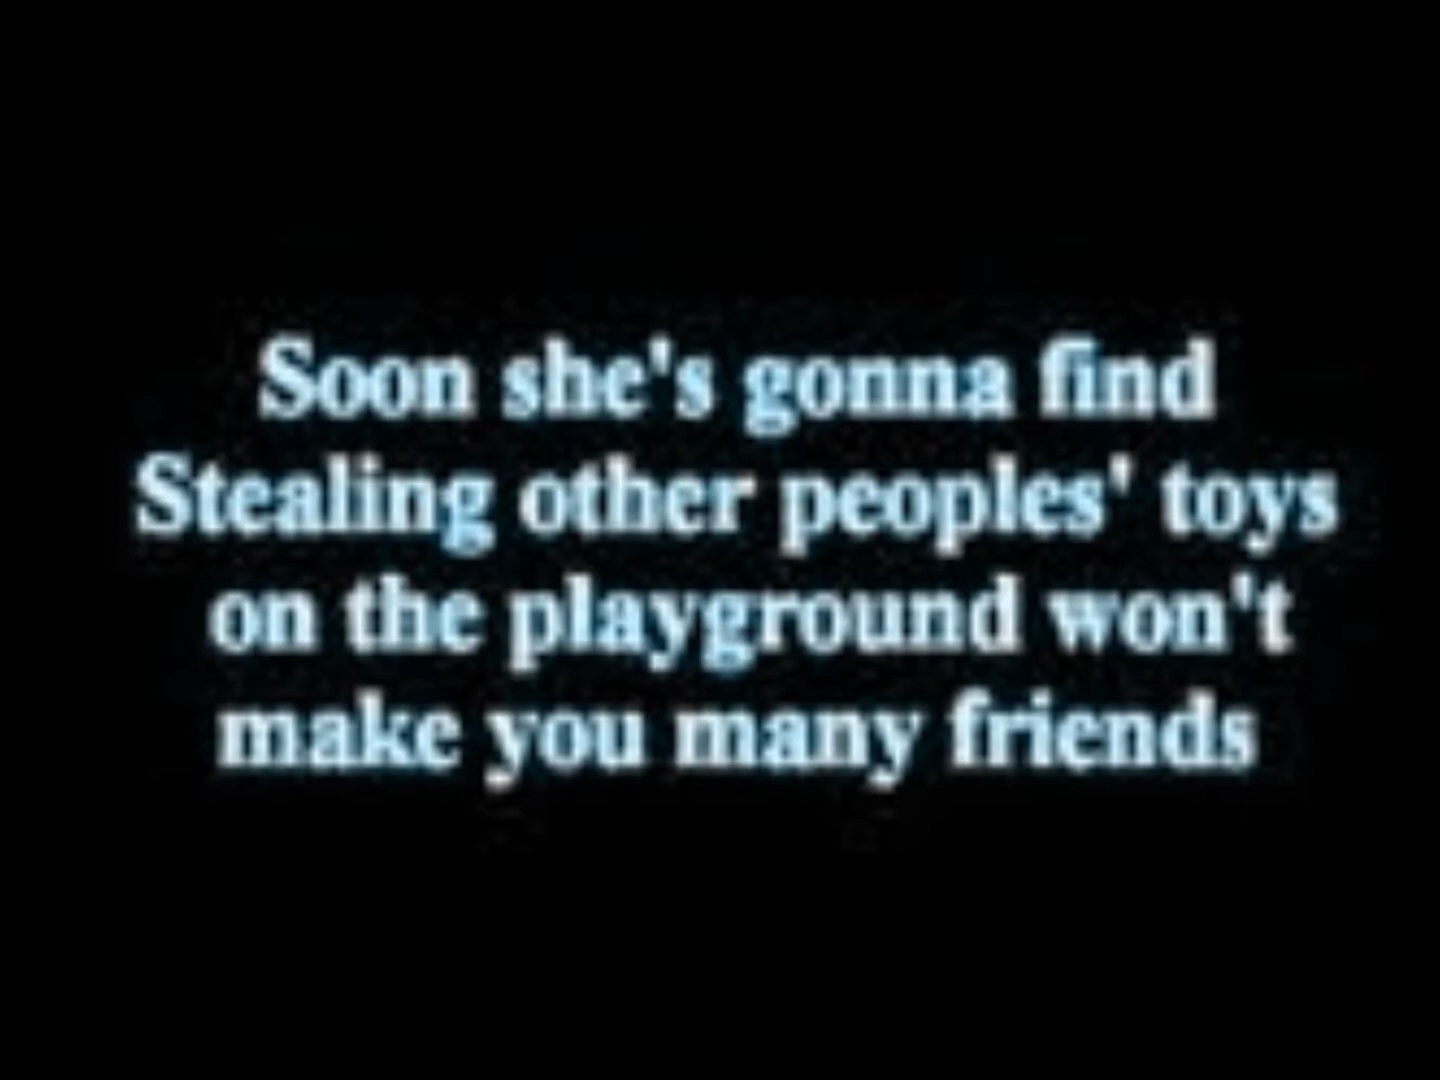 Soon she's gonna find
Stealing other peoples' toys
on the playground won't
make you many friends